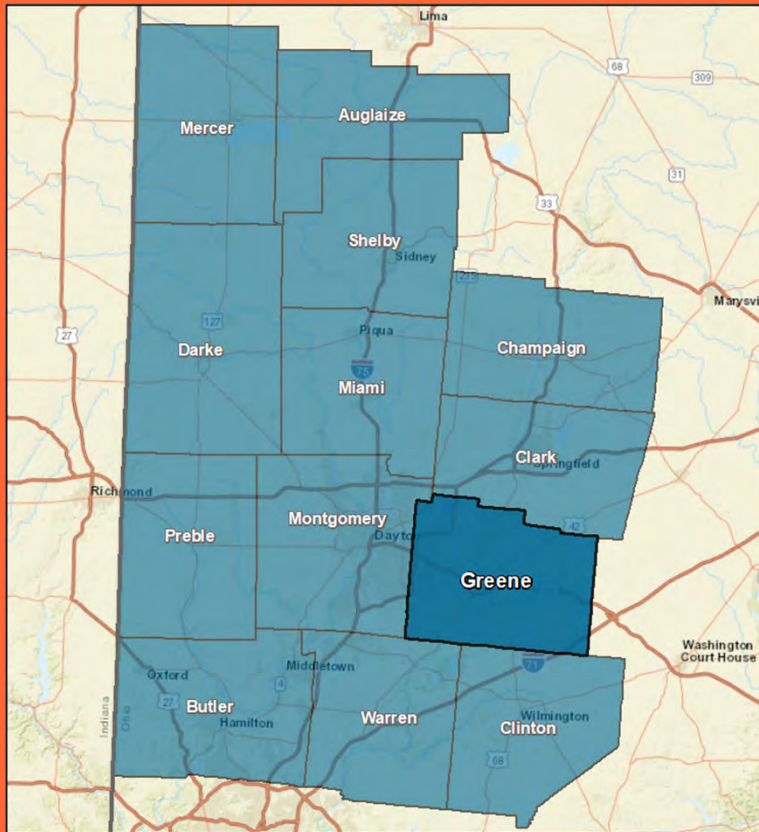 Lima
68
309
Mercer
Auglaize
31
33
Shelby
Sidney
Marysvil
27
127
Piqua
Darke
Champaign
75
Miami
Clark
Springfield
Richmond
Montgomery
42
Preble
Dayton
Greene
Washington
Court House
Middletown
71
Oxford
4
27
Butler
Hamilton
Warren
Wilmington
Clinton
68
Indiana
Ohio